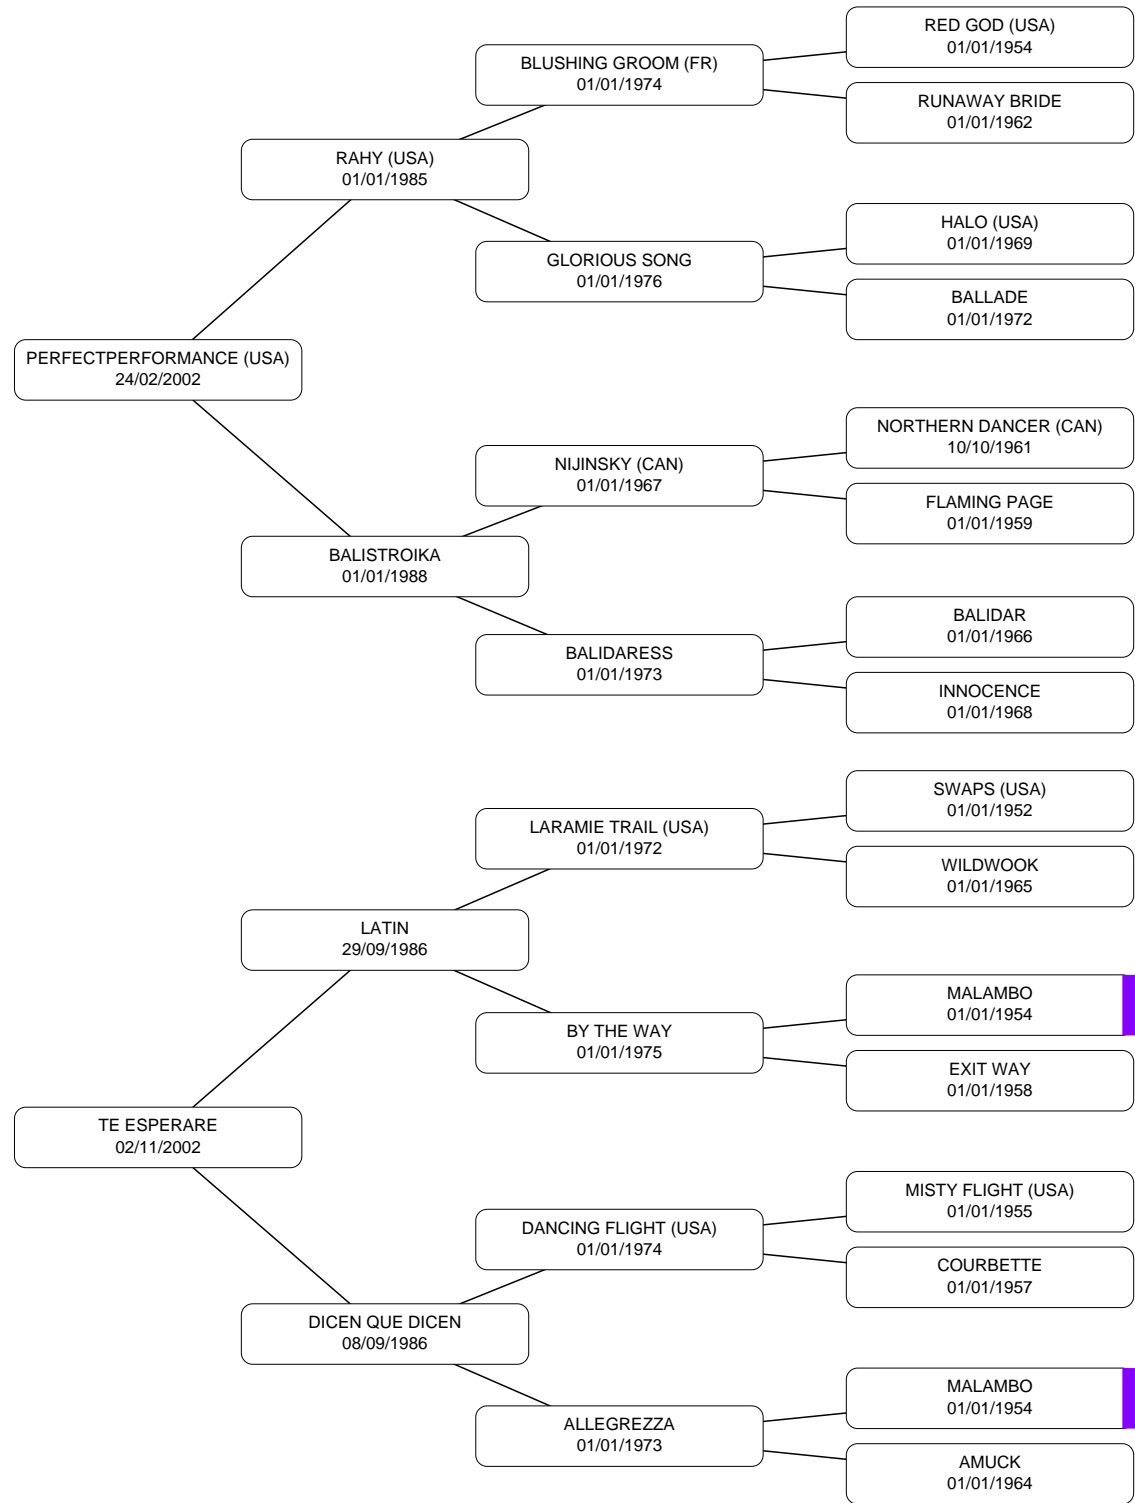 RED GOD (USA)
01/01/1954
BLUSHING GROOM (FR)
01/01/1974
RUNAWAY BRIDE
01/01/1962
RAHY (USA)
01/01/1985
HALO (USA)
01/01/1969
GLORIOUS SONG
01/01/1976
BALLADE
01/01/1972
PERFECTPERFORMANCE (USA)
24/02/2002
NORTHERN DANCER (CAN)
10/10/1961
NIJINSKY (CAN)
01/01/1967
FLAMING PAGE
01/01/1959
BALISTROIKA
01/01/1988
BALIDAR
01/01/1966
BALIDARESS
01/01/1973
INNOCENCE
01/01/1968
SWAPS (USA)
01/01/1952
LARAMIE TRAIL (USA)
01/01/1972
WILDWOOK
01/01/1965
LATIN
29/09/1986
MALAMBO
01/01/1954
BY THE WAY
01/01/1975
EXIT WAY
01/01/1958
TE ESPERARE
02/11/2002
MISTY FLIGHT (USA)
01/01/1955
DANCING FLIGHT (USA)
01/01/1974
COURBETTE
01/01/1957
DICEN QUE DICEN
08/09/1986
MALAMBO
01/01/1954
ALLEGREZZA
01/01/1973
AMUCK
01/01/1964